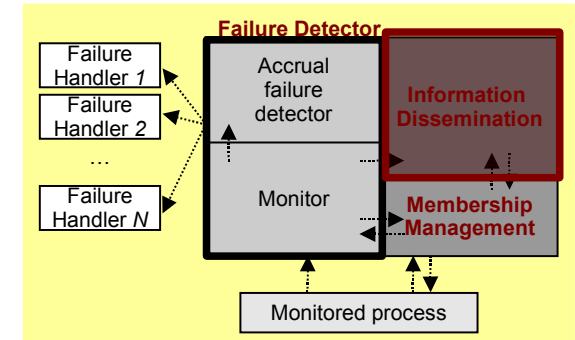 Failure Detector
Failure
Handler 1
Failure
Handler 2
…
Failure
Handler N
Accrual
failure
detector
Monitor
Information
Dissemination
Membership
Management
Monitored process